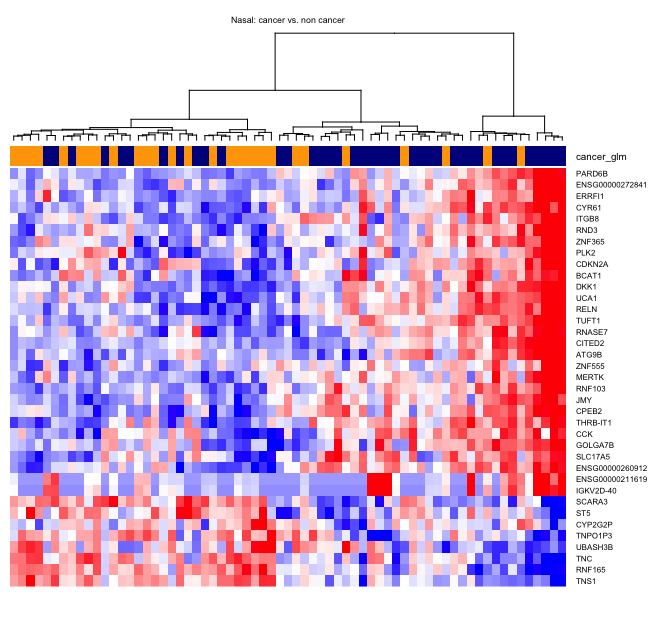 Nasal: cancer vs. non cancer
cancer_glm
PARD6B
ENSG00000272841
ERRFI1
CYR61
ITGB8
RND3
ZNF365
PLK2
CDKN2A
BCAT1
DKK1
UCA1
RELN
TUFT1
RNASE7
CITED2
ATG9B
ZNF555
MERTK
RNF103
JMY
CPEB2
THRB-IT1
CCK
GOLGA7B
SLC17A5
ENSG00000260912
ENSG00000211619
IGKV2D-40
SCARA3
ST5
CYP2G2P
TNPO1P3
UBASH3B
TNC
RNF165
TNS1